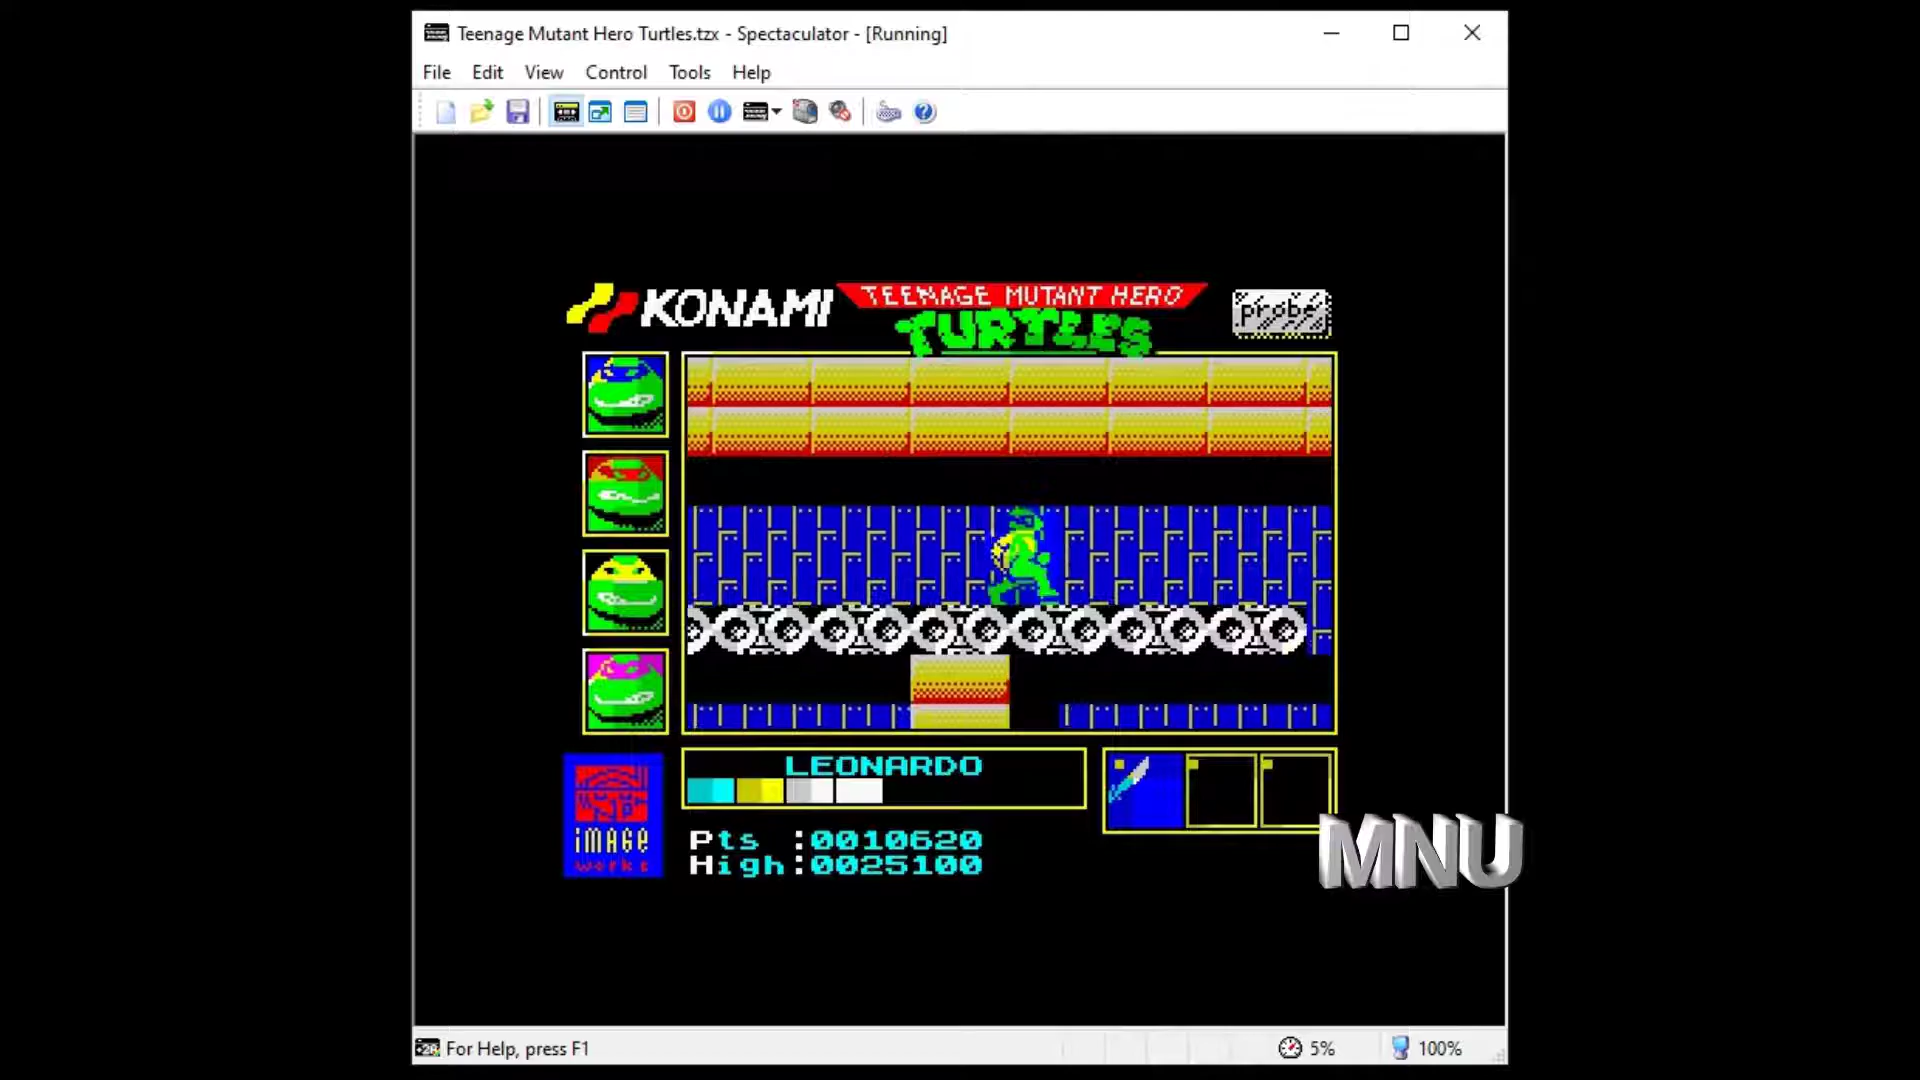 Teenage Mutant Hero Turtles.tzx - Spectaculator - [Running]
File Edit View Control Tools Help
KONAMI
TEENAGE MUTANT HERO
TURTLES
probe
LEONARDO
iMAGE
works
Pts :0010620
High:0025100
MNU
For Help, press F1
5%
100%